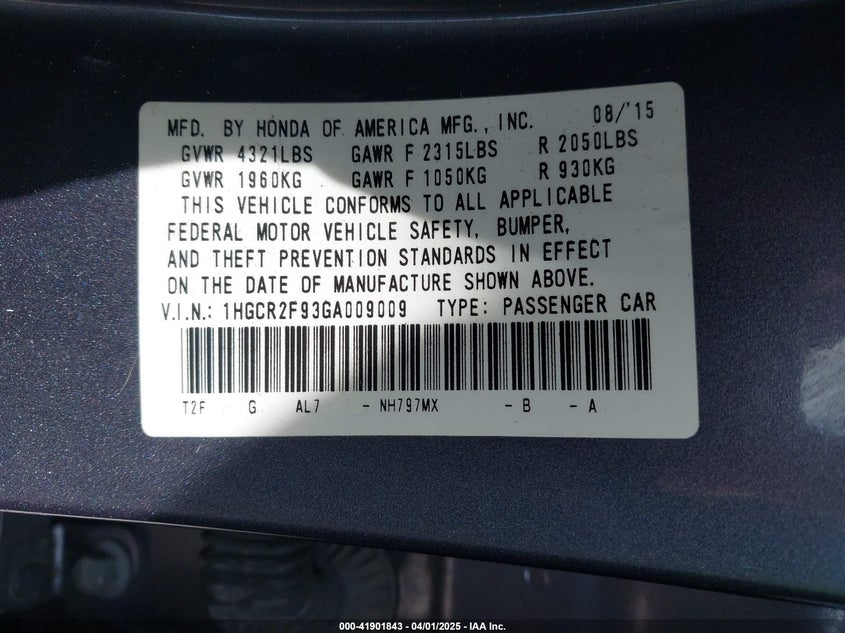 MFD. BY HONDA OF AMERICA MFG., INC. 08/'15
GVWR 4321LBS GAWR F 2315LBS R 2050LBS
GVWR 1960KG GAWR F 1050KG R 930KG
THIS VEHICLE CONFORMS TO ALL APPLICABLE
FEDERAL MOTOR VEHICLE SAFETY, BUMPER,
AND THEFT PREVENTION STANDARDS IN EFFECT
ON THE DATE OF MANUFACTURE SHOWN ABOVE.
V.I.N.: 1HGCR2F93GA009009 TYPE: PASSENGER CAR
T2F G AL7 - NH797MX - B - A
000-41901843 / 04/01/2025 - IAA Inc.